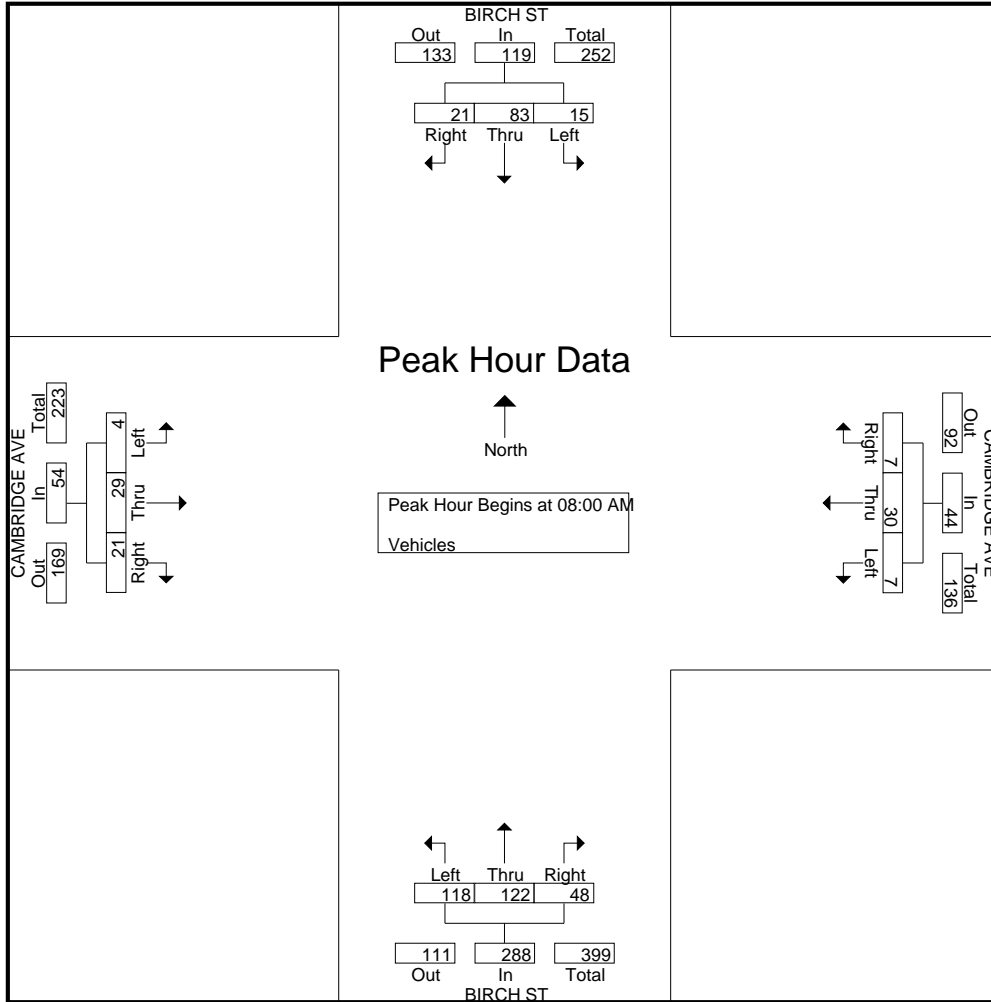 BIRCH ST
Out In Total
133 119 252
21 83 15
Right Thru Left
Peak Hour Data
North
Peak Hour Begins at 08:00 AM
Vehicles
CAMBRIDGE AVE
Out In Total
169 54 223
4 29 21
Left Thru Right
CAMBRIDGE AVE
Out In Total
92 44 136
7 30 7
Right Thru Left
Left Thru Right
118 122 48
111 288 399
Out In Total
BIRCH ST